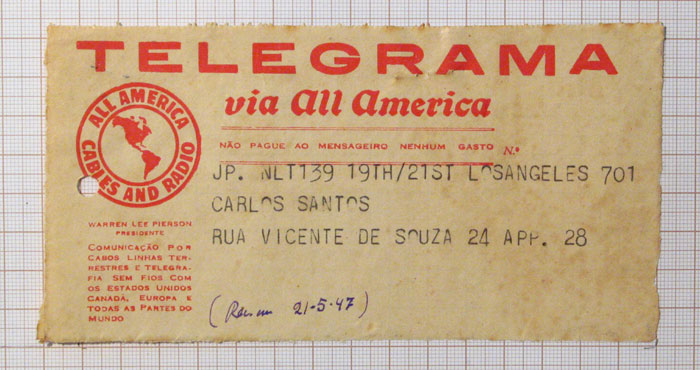 TELEGRAMA
via All America
ALL AMERICA
CABLES AND RADIO
NÃO PAGUE AO MENSAGEIRO NENHUM GASTO N.º
JP. NLT139 19TH/21ST LOSANGELES 701
CARLOS SANTOS
RUA VICENTE DE SOUZA 24 APP. 28
WARREN LEE PIERSON
PRESIDENTE
COMUNICAÇÃO POR
CABOS LINHAS TER-
RESTRES E TELEGRA-
FIA SEM FIOS COM
OS ESTADOS UNIDOS
CANADÁ, EUROPA E
TODAS AS PARTES DO
MUNDO
21-5-47)